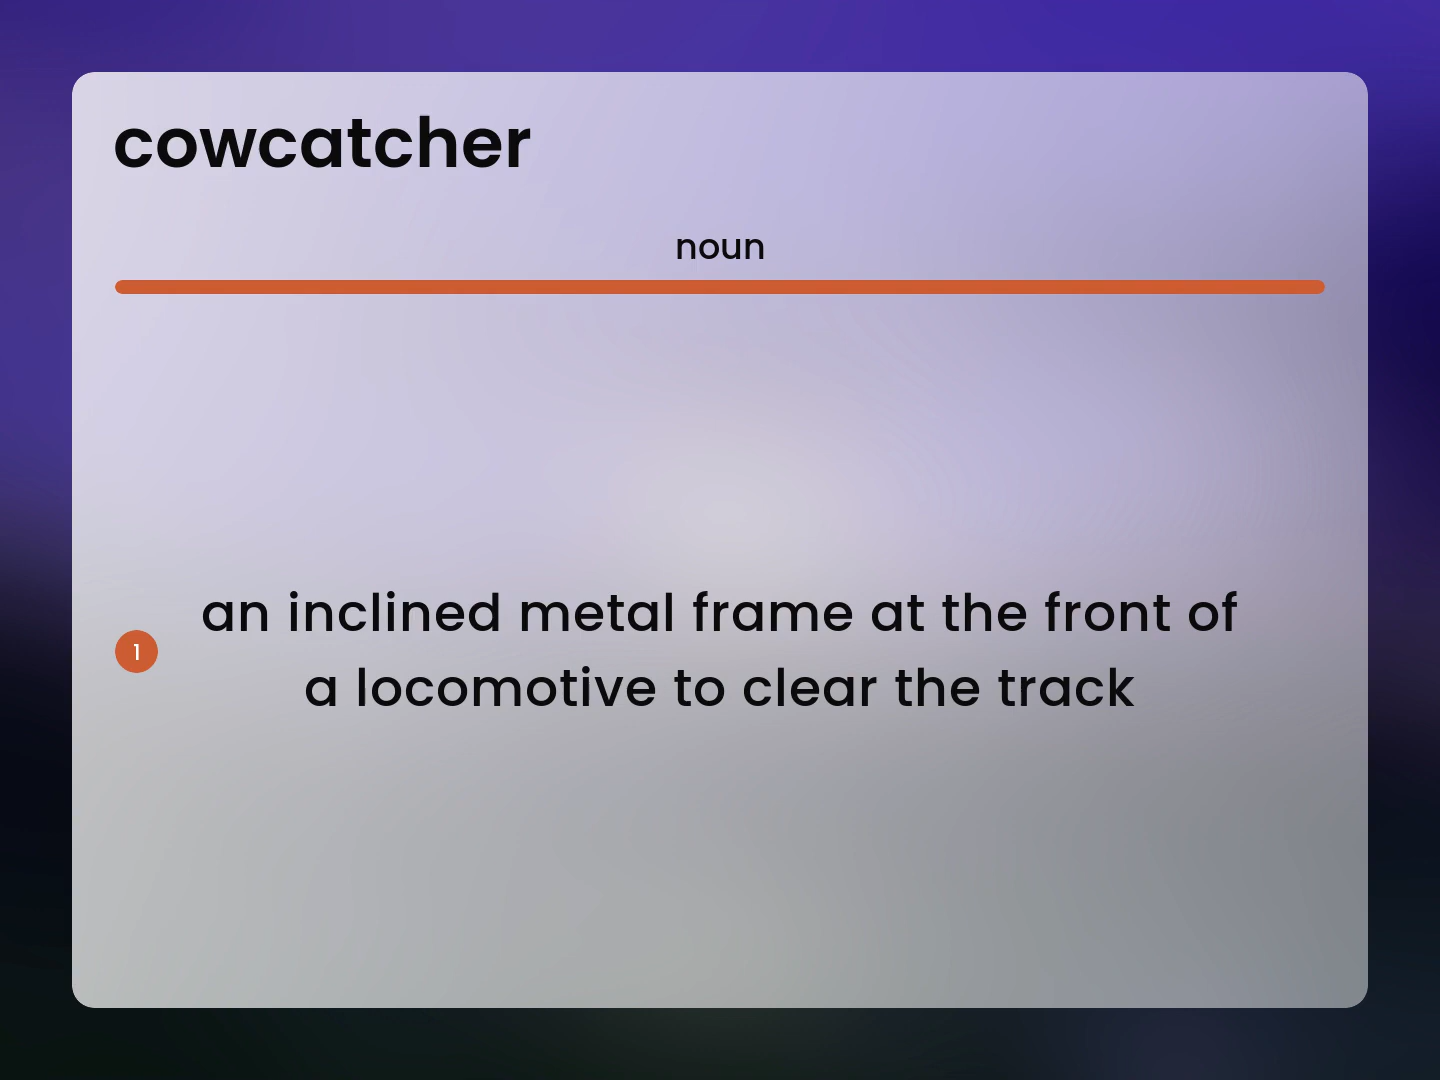 cowcatcher
noun
1
an inclined metal frame at the front of
a locomotive to clear the track